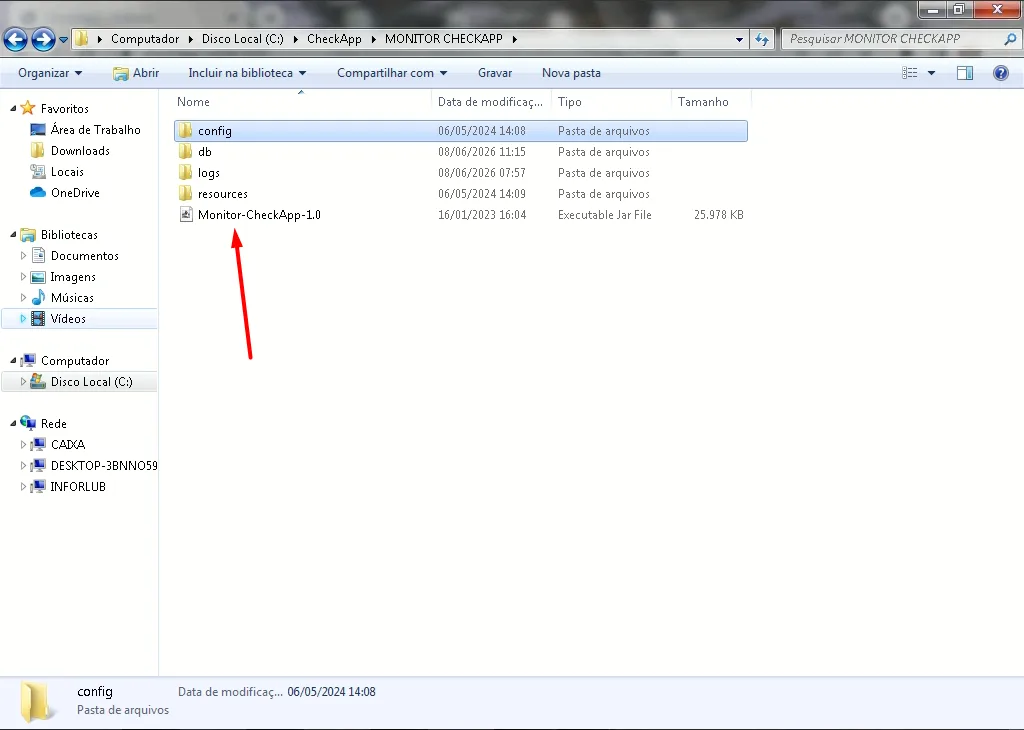 Computador Disco Local (C:) CheckApp MONITOR CHECKAPP
Pesquisar MONITOR CHECKAPP
Organizar Abrir Incluir na biblioteca Compartilhar com Gravar Nova pasta
Favoritos
Área de Trabalho
Downloads
Locais
OneDrive
Bibliotecas
Documentos
Imagens
Músicas
Vídeos
Computador
Disco Local (C:)
Rede
CAIXA
DESKTOP-3BNNO59
INFORLUB
Nome Data de modificaç... Tipo Tamanho
config 06/05/2024 14:08 Pasta de arquivos
db 08/06/2026 11:15 Pasta de arquivos
logs 08/06/2026 07:57 Pasta de arquivos
resources 06/05/2024 14:09 Pasta de arquivos
Monitor-CheckApp-1.0 16/01/2023 16:04 Executable Jar File 25.978 KB
config Data de modificaç... 06/05/2024 14:08
Pasta de arquivos